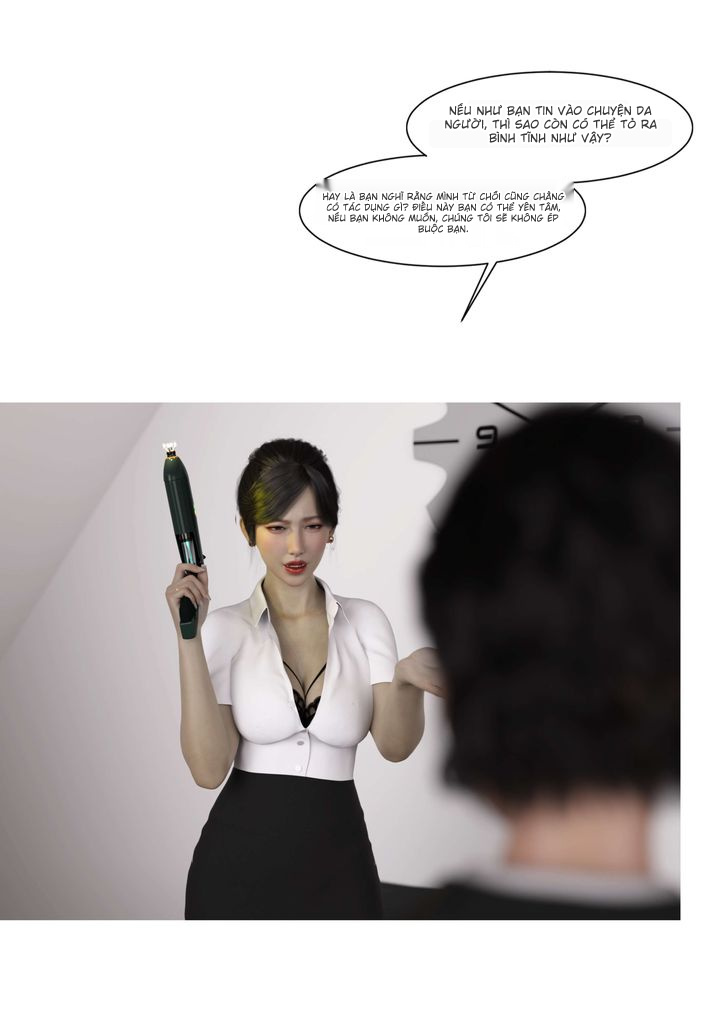 NẾU NHƯ BẠN TIN VÀO CHUYỆN DA
NGƯỜI, THÌ SAO CÒN CÓ THỂ TỎ RA
BÌNH TĨNH NHƯ VẬY?
HAY LÀ BẠN NGHĨ RẰNG MÌNH TỪ CHỐI CŨNG CHẲNG
CÓ TÁC DỤNG GÌ? ĐIỀU NÀY BẠN CÓ THỂ YÊN TÂM,
NẾU BẠN KHÔNG MUỐN, CHÚNG TÔI SẼ KHÔNG ÉP
BUỘC BẠN.
9